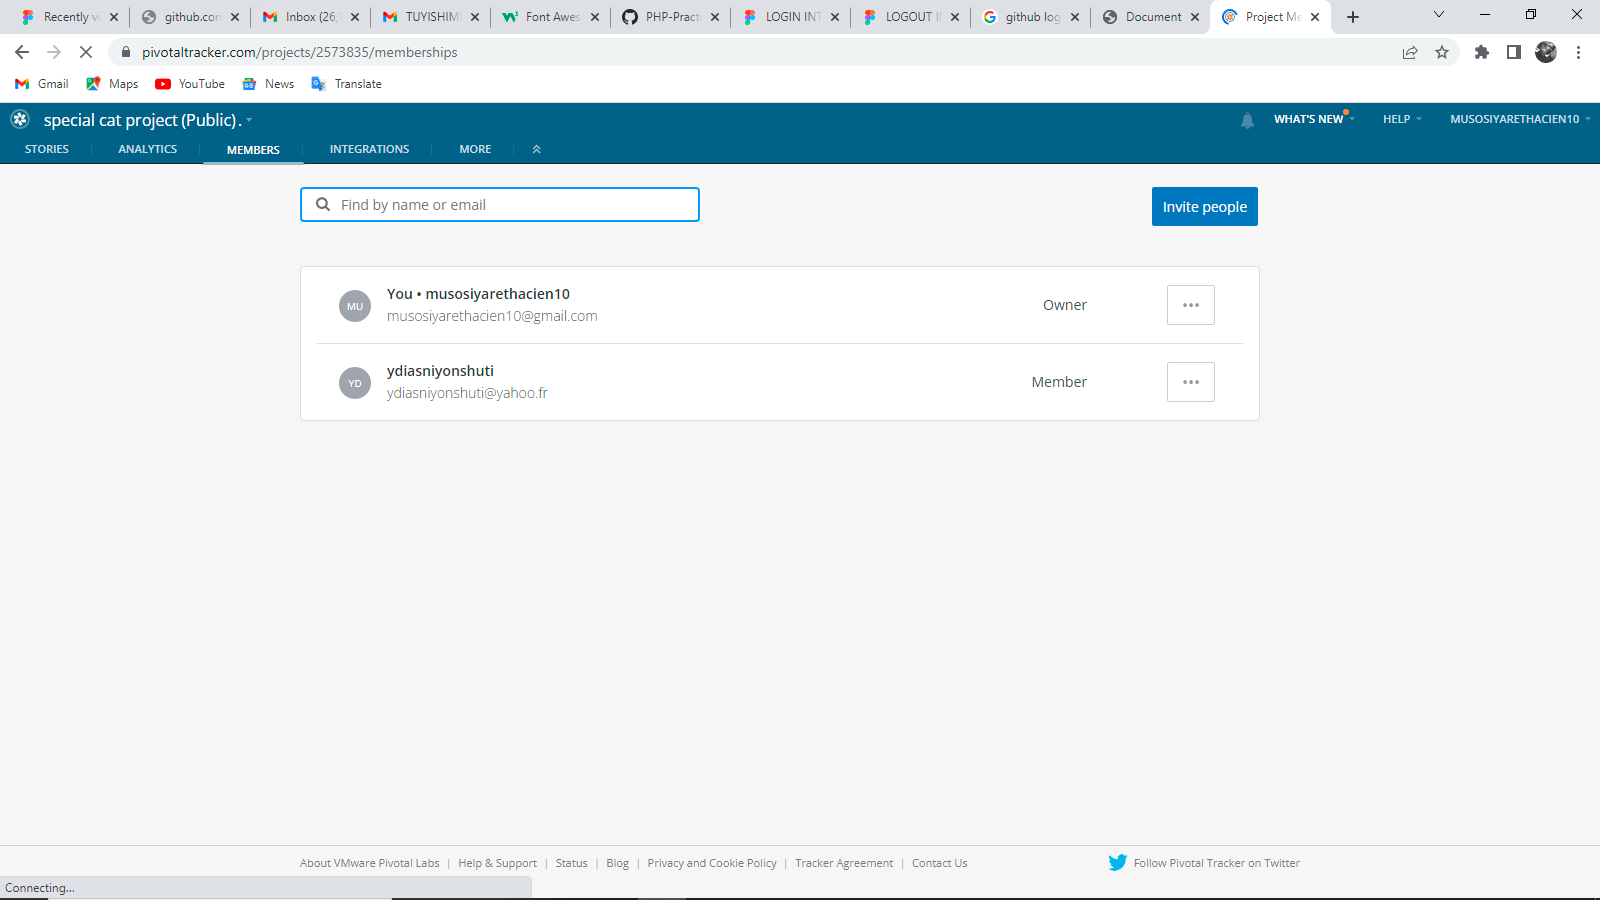 Recently vi
github.con
Inbox (26,
TUYISHIM
Font Awes
PHP-Practi
LOGIN INT
LOGOUT I
github log
Document
Project Me
pivotaltracker.com/projects/2573835/memberships
Gmail
Maps
YouTube
News
Translate
special cat project (Public) .
WHAT'S NEW
HELP
MUSOSIYARETHACIEN10
STORIES
ANALYTICS
MEMBERS
INTEGRATIONS
MORE
Find by name or email
Invite people
MU
You • musosiyarethacien10
musosiyarethacien10@gmail.com
Owner
YD
ydiasniyonshuti
ydiasniyonshuti@yahoo.fr
Member
About VMware Pivotal Labs | Help & Support | Status | Blog | Privacy and Cookie Policy | Tracker Agreement | Contact Us
Follow Pivotal Tracker on Twitter
Connecting...